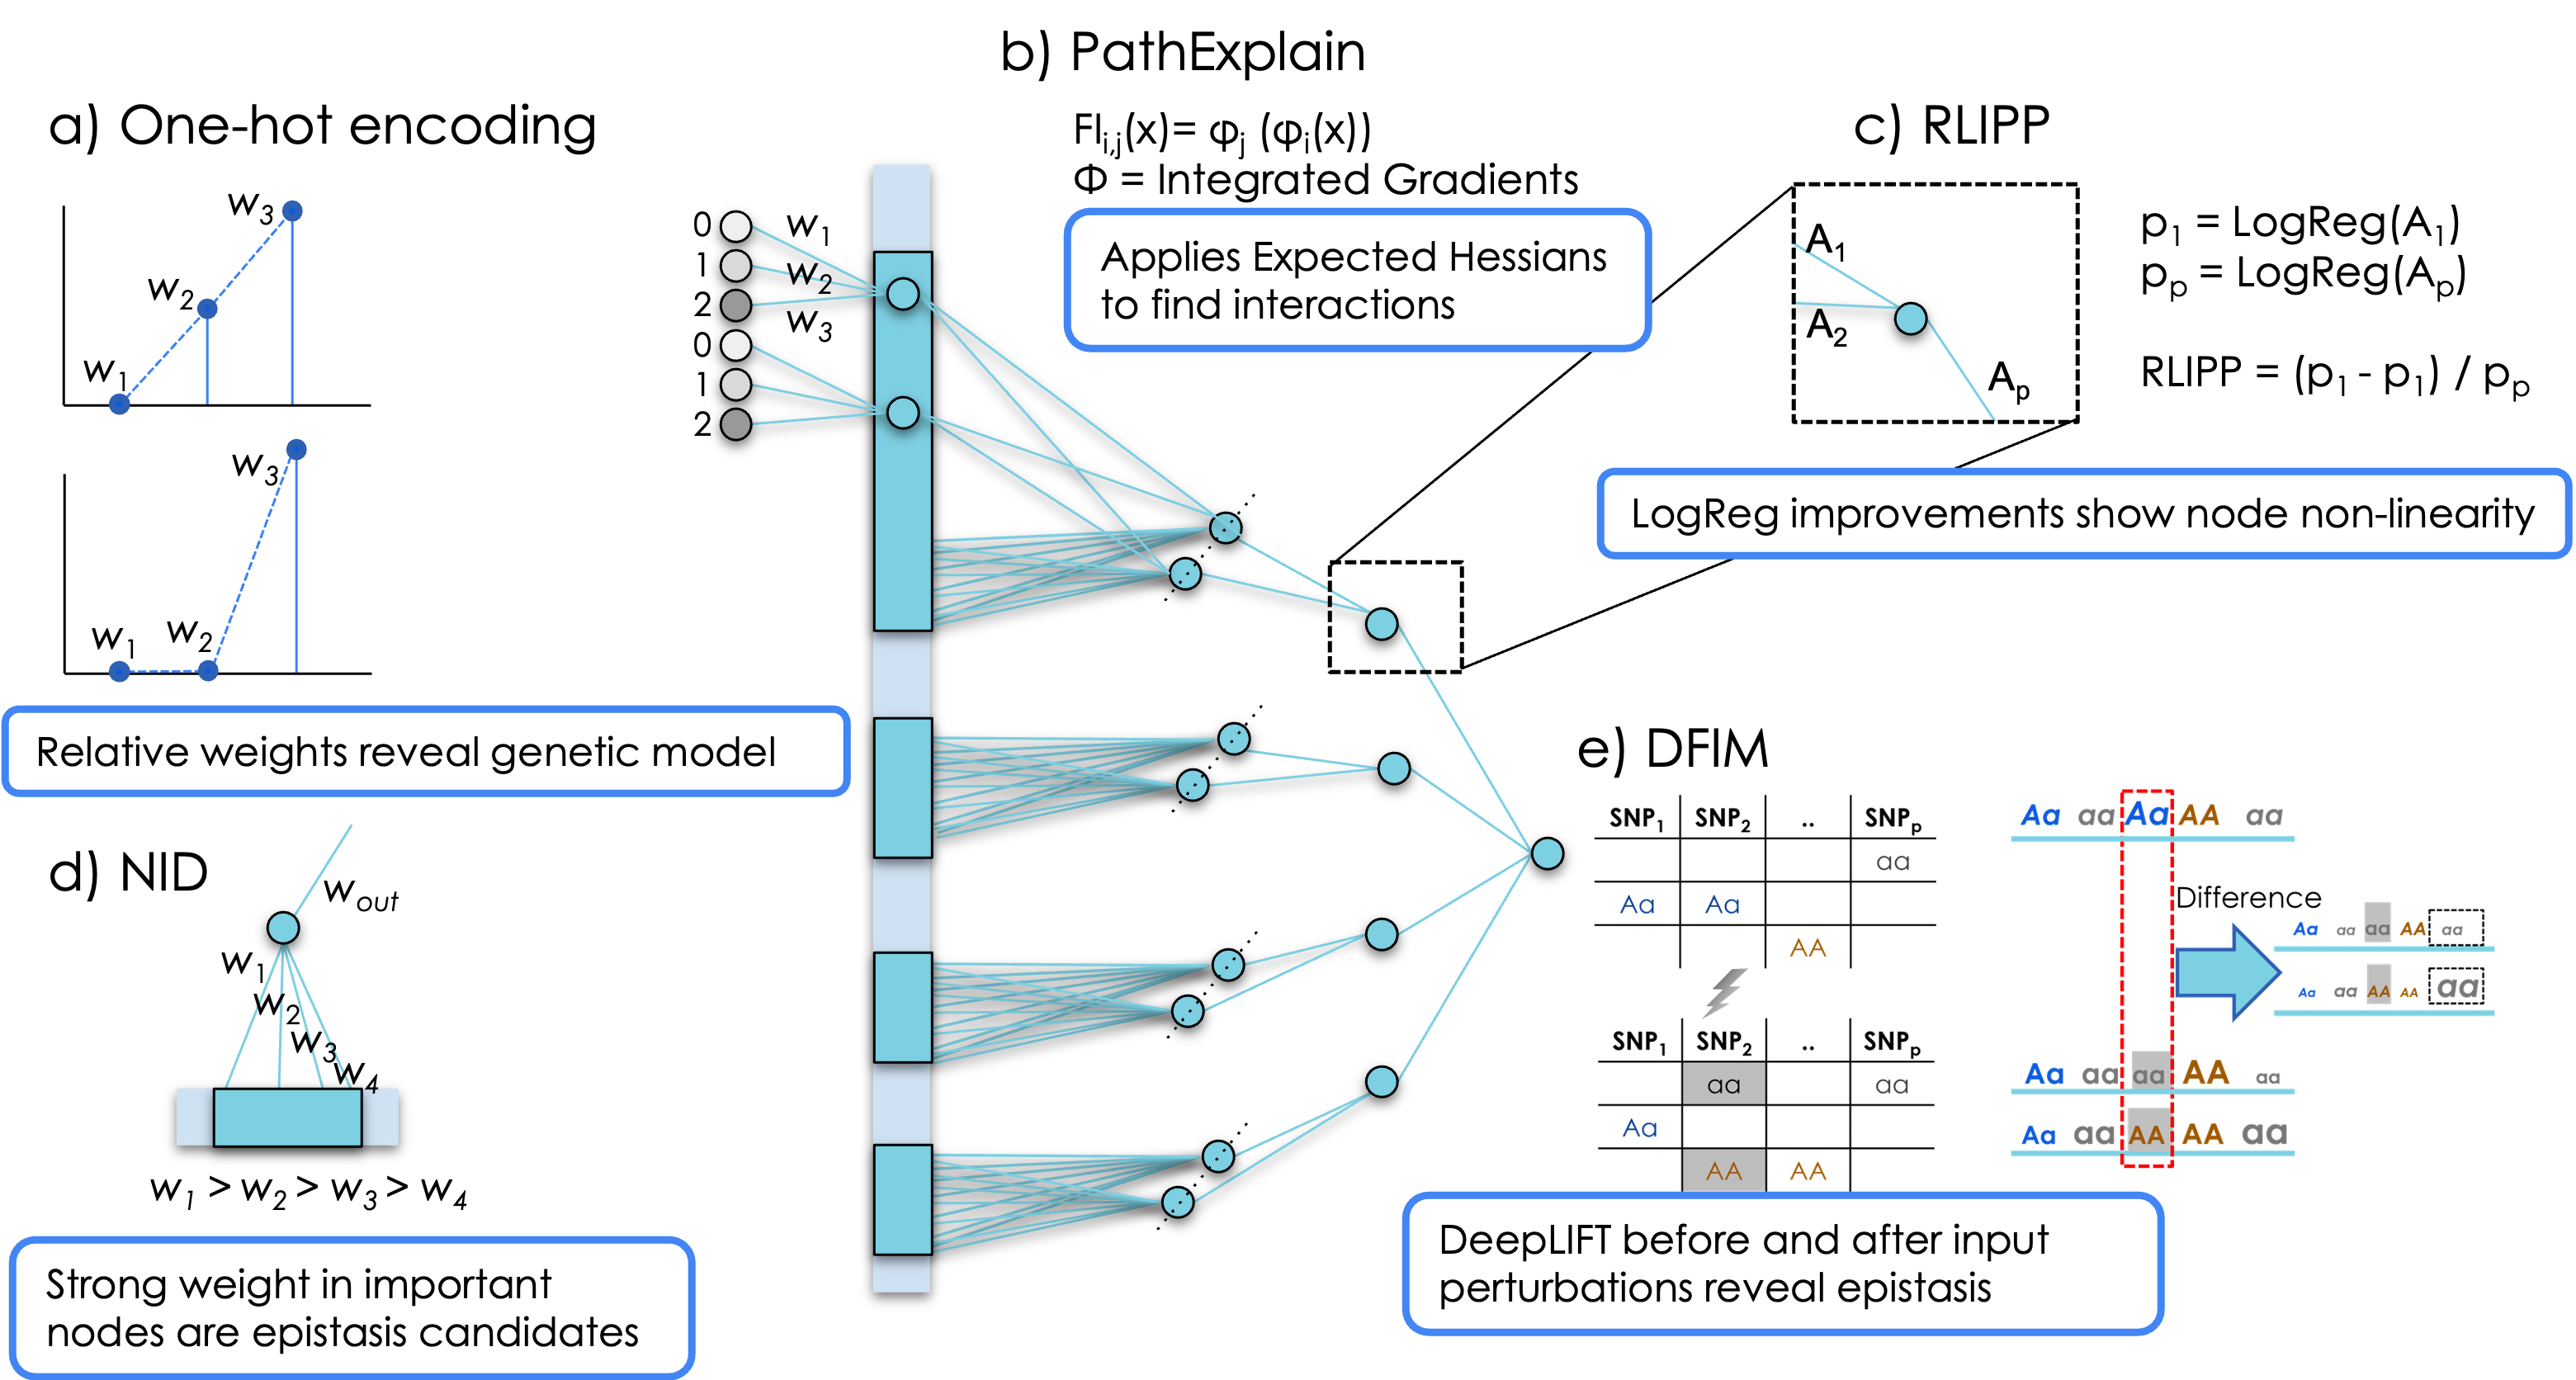 b) PathExplain
FI_{i,j}(x)= φ_j (φ_i(x))
Φ = Integrated Gradients
Applies Expected Hessians
to find interactions
a) One-hot encoding
w_3
w_2
w_1
w_3
w_1
w_2
Relative weights reveal genetic model
0
1
2
0
1
2
w_1
w_2
w_3
c) RLIPP
A_1
A_2
A_p
p_1 = LogReg(A_1)
p_p = LogReg(A_p)
RLIPP = (p_1 - p_1) / p_p
LogReg improvements show node non-linearity
d) NID
w_out
w_1
w_2
w_3
w_4
w_1 > w_2 > w_3 > w_4
Strong weight in important
nodes are epistasis candidates
e) DFIM
SNP_1 SNP_2 .. SNP_p
aa
Aa Aa
AA
SNP_1 SNP_2 .. SNP_p
aa aa
Aa
AA AA
Aa aa Aa AA aa
Difference
Aa aa aa AA aa
Aa aa AA AA aa
Aa aa aa AA aa
Aa aa AA AA aa
DeepLIFT before and after input
perturbations reveal epistasis